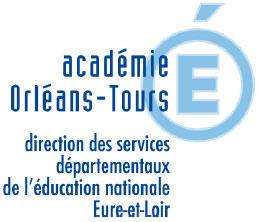 académie
Orléans-Tours
É
direction des services
départementaux
de l'éducation nationale
Eure-et-Loir